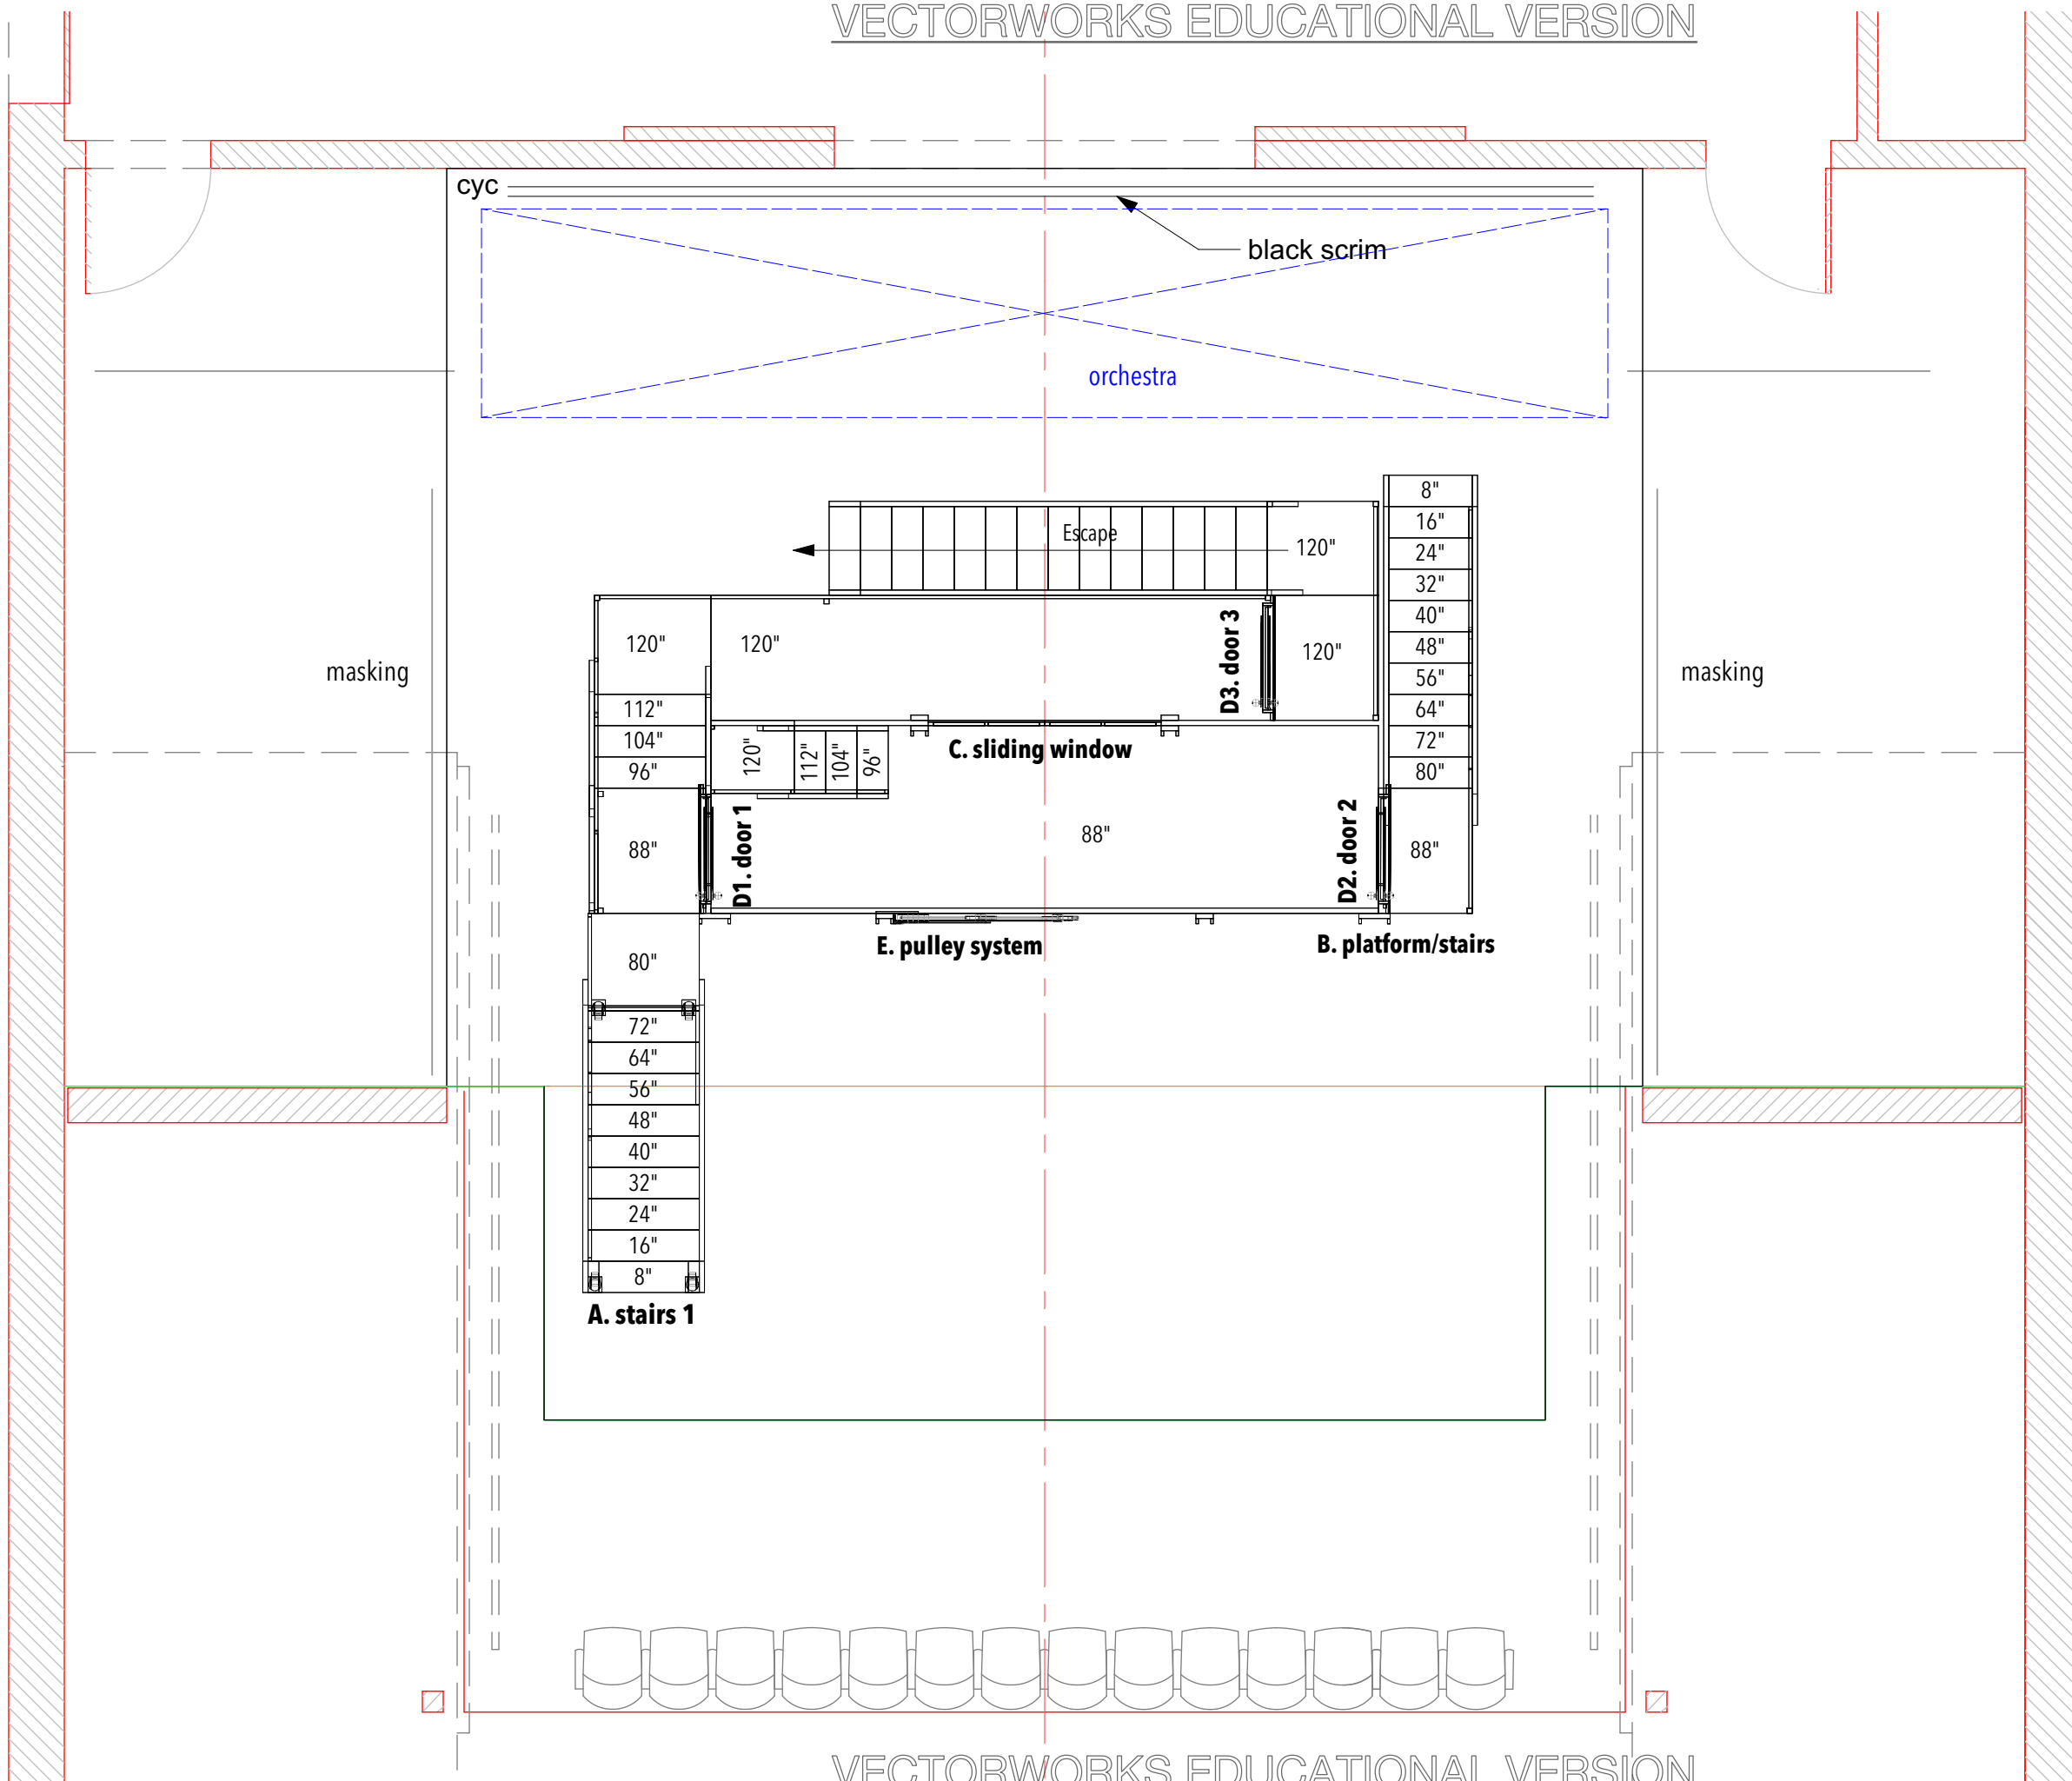 VECTORWORKS EDUCATIONAL VERSION
cyc
black scrim
orchestra
8"
16"
24"
32"
40"
48"
56"
64"
72"
80"
88"
Escape
120"
120"
120"
D3. door 3
120"
masking
masking
112"
104"
96"
88"
C. sliding window
120"
112"
104"
96"
D1. door 1
88"
D2. door 2
E. pulley system
B. platform/stairs
80"
72"
64"
56"
48"
40"
32"
24"
16"
8"
A. stairs 1
VECTORWORKS EDUCATIONAL VERSION